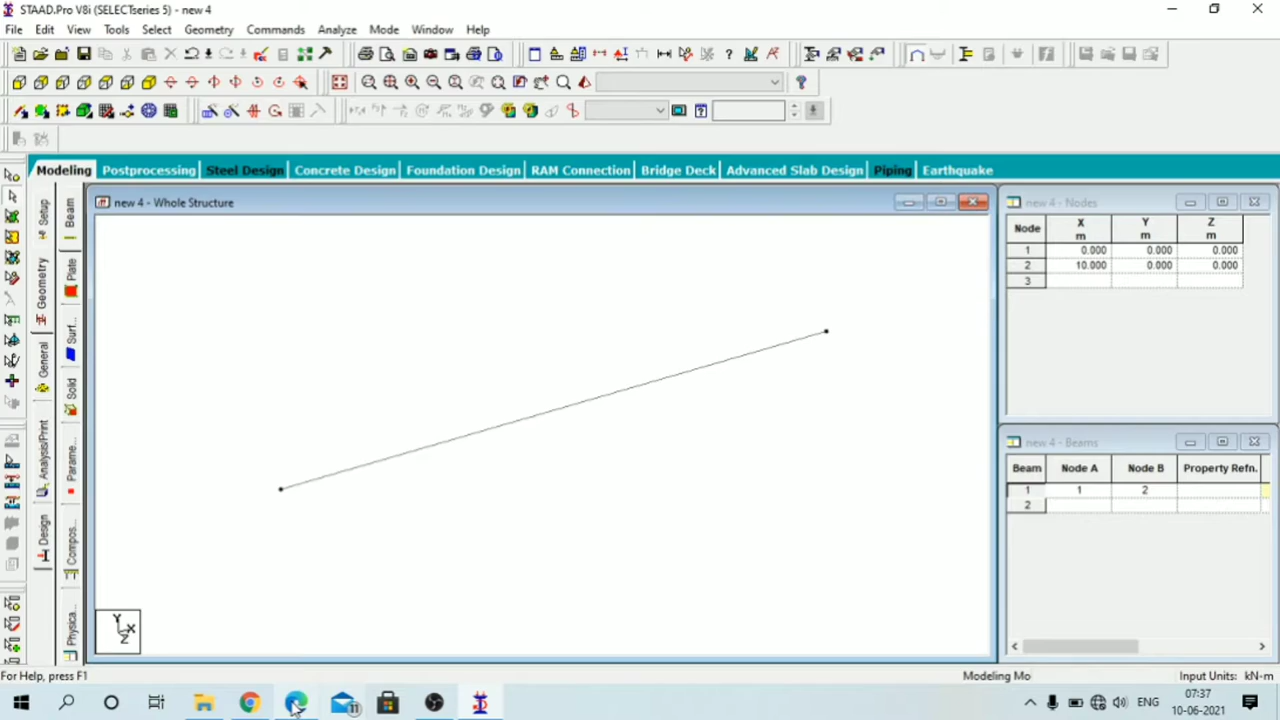 STAAD.Pro V8i (SELECTseries 5) - new 4
File Edit View Tools Select Geometry Commands Analyze Mode Window Help
Modeling Postprocessing Steel Design Concrete Design Foundation Design RAM Connection Bridge Deck Advanced Slab Design Piping Earthquake
Setup
Geometry
General
Analysis/Print
Design
Beam
Plate
Surf...
Solid
Parame...
Compos...
Physica...
new 4 - Whole Structure
Y
X
Z
new 4 - Nodes
Node X m Y m Z m
1 0.000 0.000 0.000
2 10.000 0.000 0.000
3
new 4 - Beams
Beam Node A Node B Property Refn.
1 1 2
2
For Help, press F1
Modeling Mo
Input Units: kN-m
11
ENG
07:37
10-06-2021